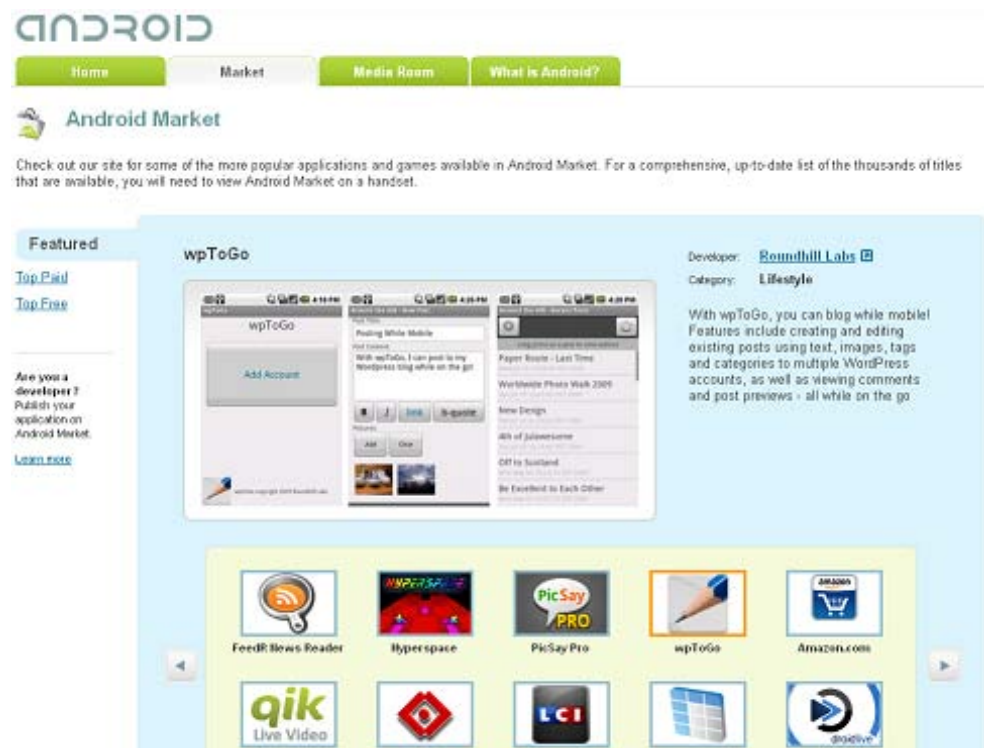 ANDROID
Home
Market
Media Room
What is Android?
Android Market
Check out our site for some of the more popular applications and games available in Android Market. For a comprehensive, up-to-date list of the thousands of titles
that are available, you will need to view Android Market on a handset.
Featured
Top Paid
Top Free
Are you a
developer?
Publish your
application on
Android Market.
Learn more
wpToGo
wpToGo
Add Account
Posting While Mobile
With wpToGo, I can post to my
Wordpress blog while on the go!
B I link b-quote
Add Clear
Paper Route - Last Time
Worldwide Photo Walk 2009
New Design
4th of Julawesome
Off to Scotland
Be Excellent to Each Other
Developer: Roundhill Labs
Category: Lifestyle
With wpToGo, you can blog while mobile!
Features include creating and editing
existing posts using text, images, tags
and categories to multiple WordPress
accounts, as well as viewing comments
and post previews - all while on the go
HYPERSPACE
PicSay
PRO
amazon
FeedR News Reader
Hyperspace
PicSay Pro
wpToGo
Amazon.com
qik
Live Video
LCI
droidlive